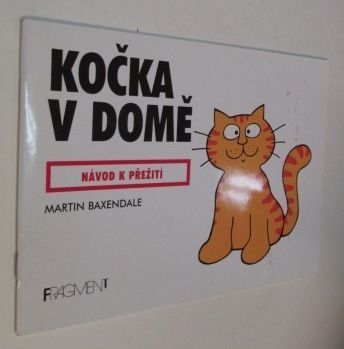 KOČKA
V DOMĚ
NÁVOD K PŘEŽITÍ
MARTIN BAXENDALE
FRAGMENT